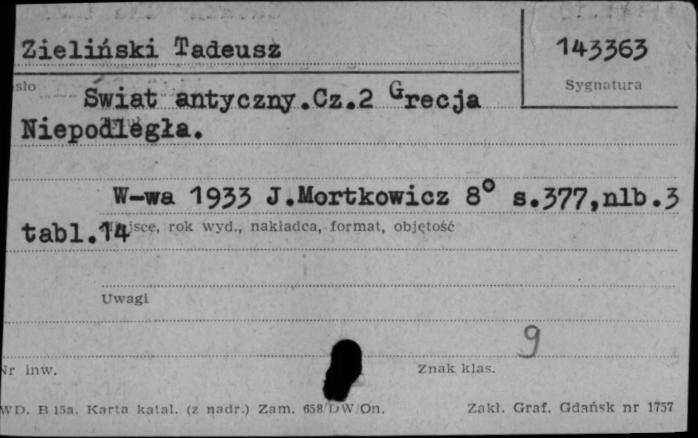 Zieliński Tadeusz
143363
Sygnatura
sło
Swiat antyczny.Cz.2 Grecja
Niepodległa.
W-wa 1933 J.Mortkowicz 8° s.377,nlb.3
tabl.14
jsce, rok wyd., nakładca, format, objętość
Uwagi
9
Nr inw.
Znak klas.
WD. B 15a. Karta katal. (z nadr.) Zam. 658/DW/On.
Zakł. Graf. Gdańsk nr 1757